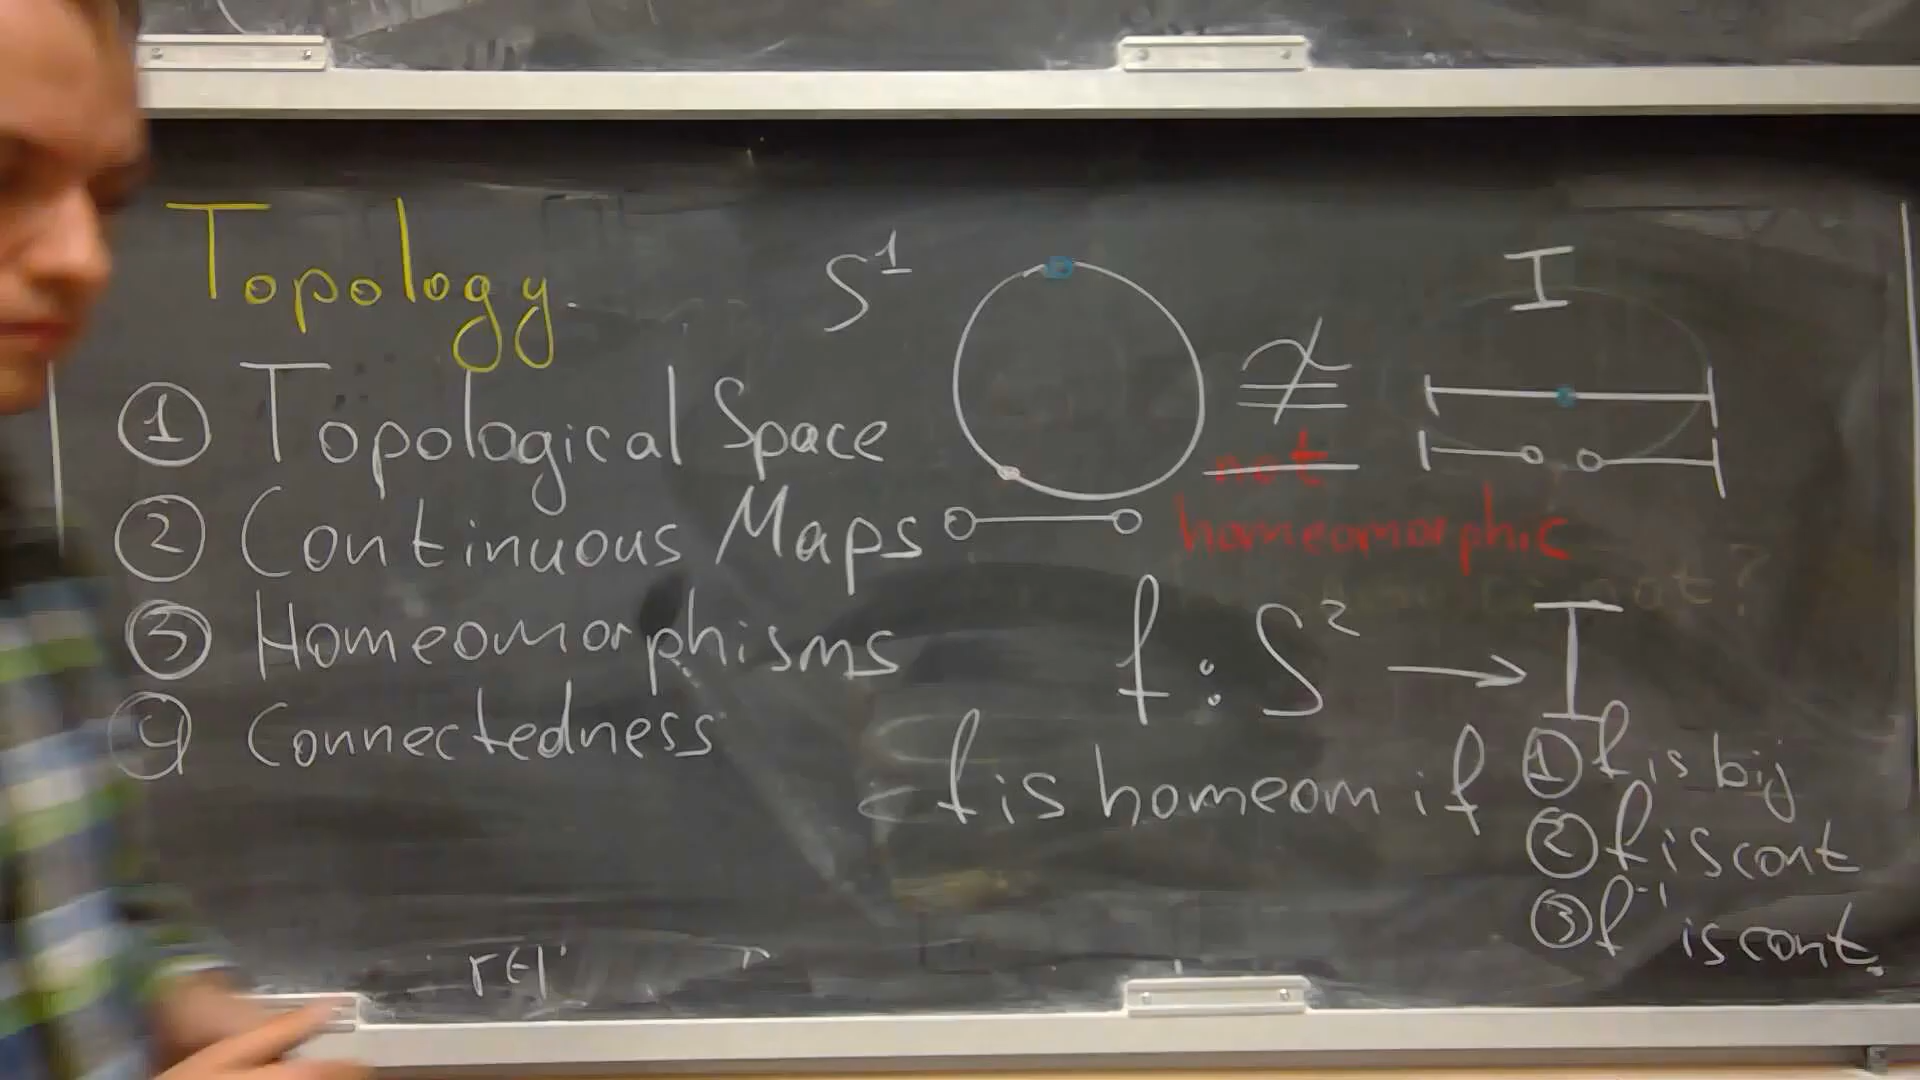 Topology.
① Topological Space
② Continuous Maps
③ Homeomorphisms
④ Connectedness
S¹ ≇ I
not
homeomorphic
f : S² → I
f is homeom if ① f is bij
② f is cont
③ f⁻¹ is cont.